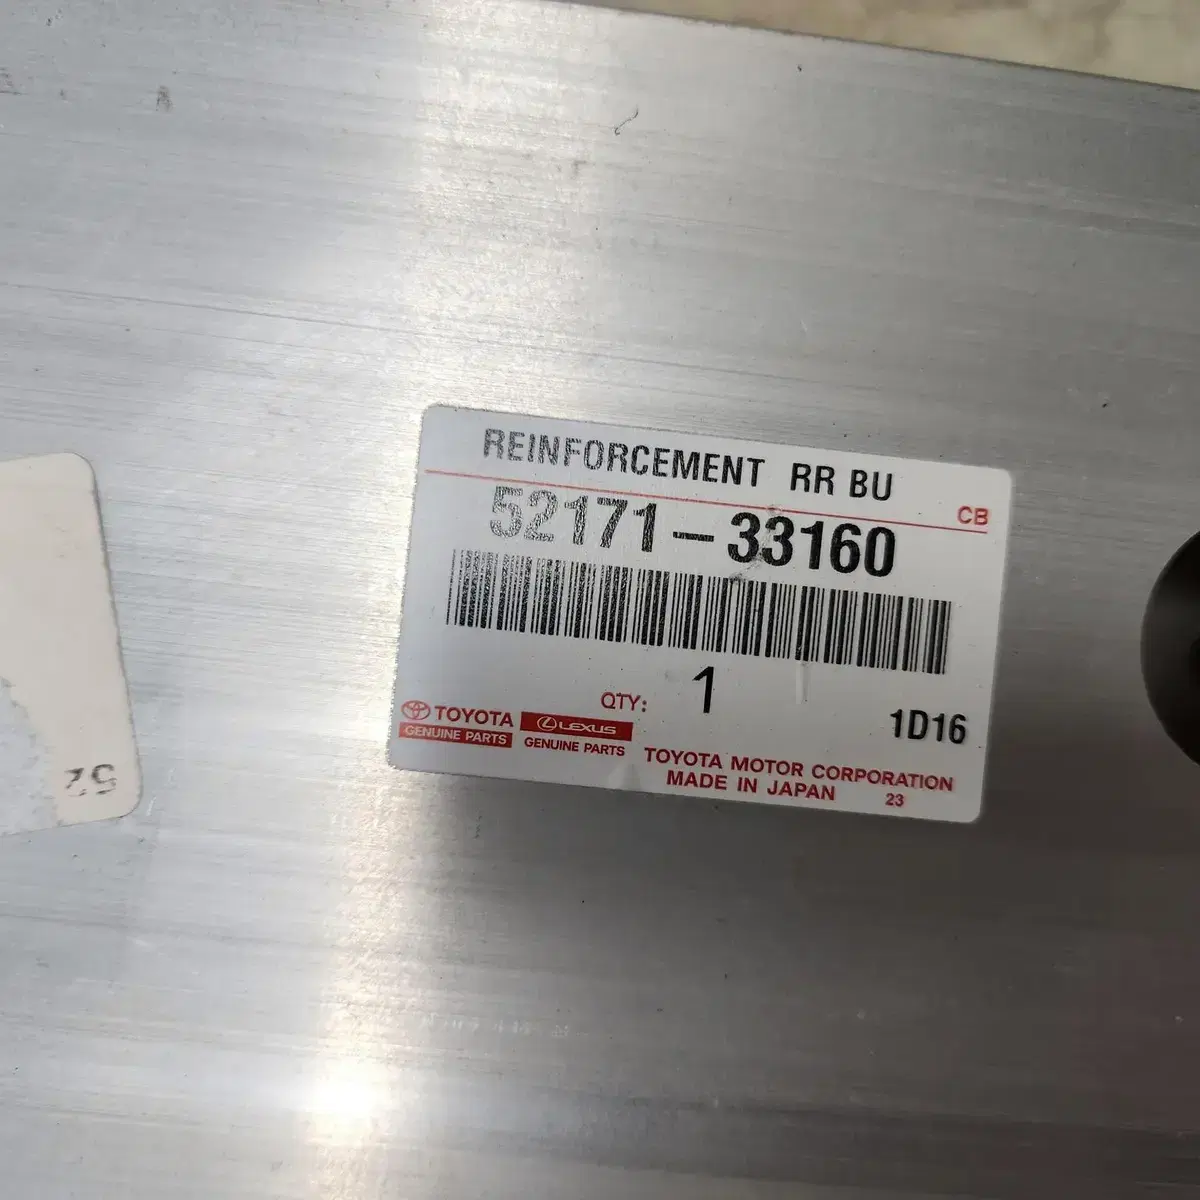 REINFORCEMENT RR BU
CB
52171-33160
QTY: 1
1D16
TOYOTA
GENUINE PARTS
LEXUS
GENUINE PARTS
TOYOTA MOTOR CORPORATION
MADE IN JAPAN 23
52